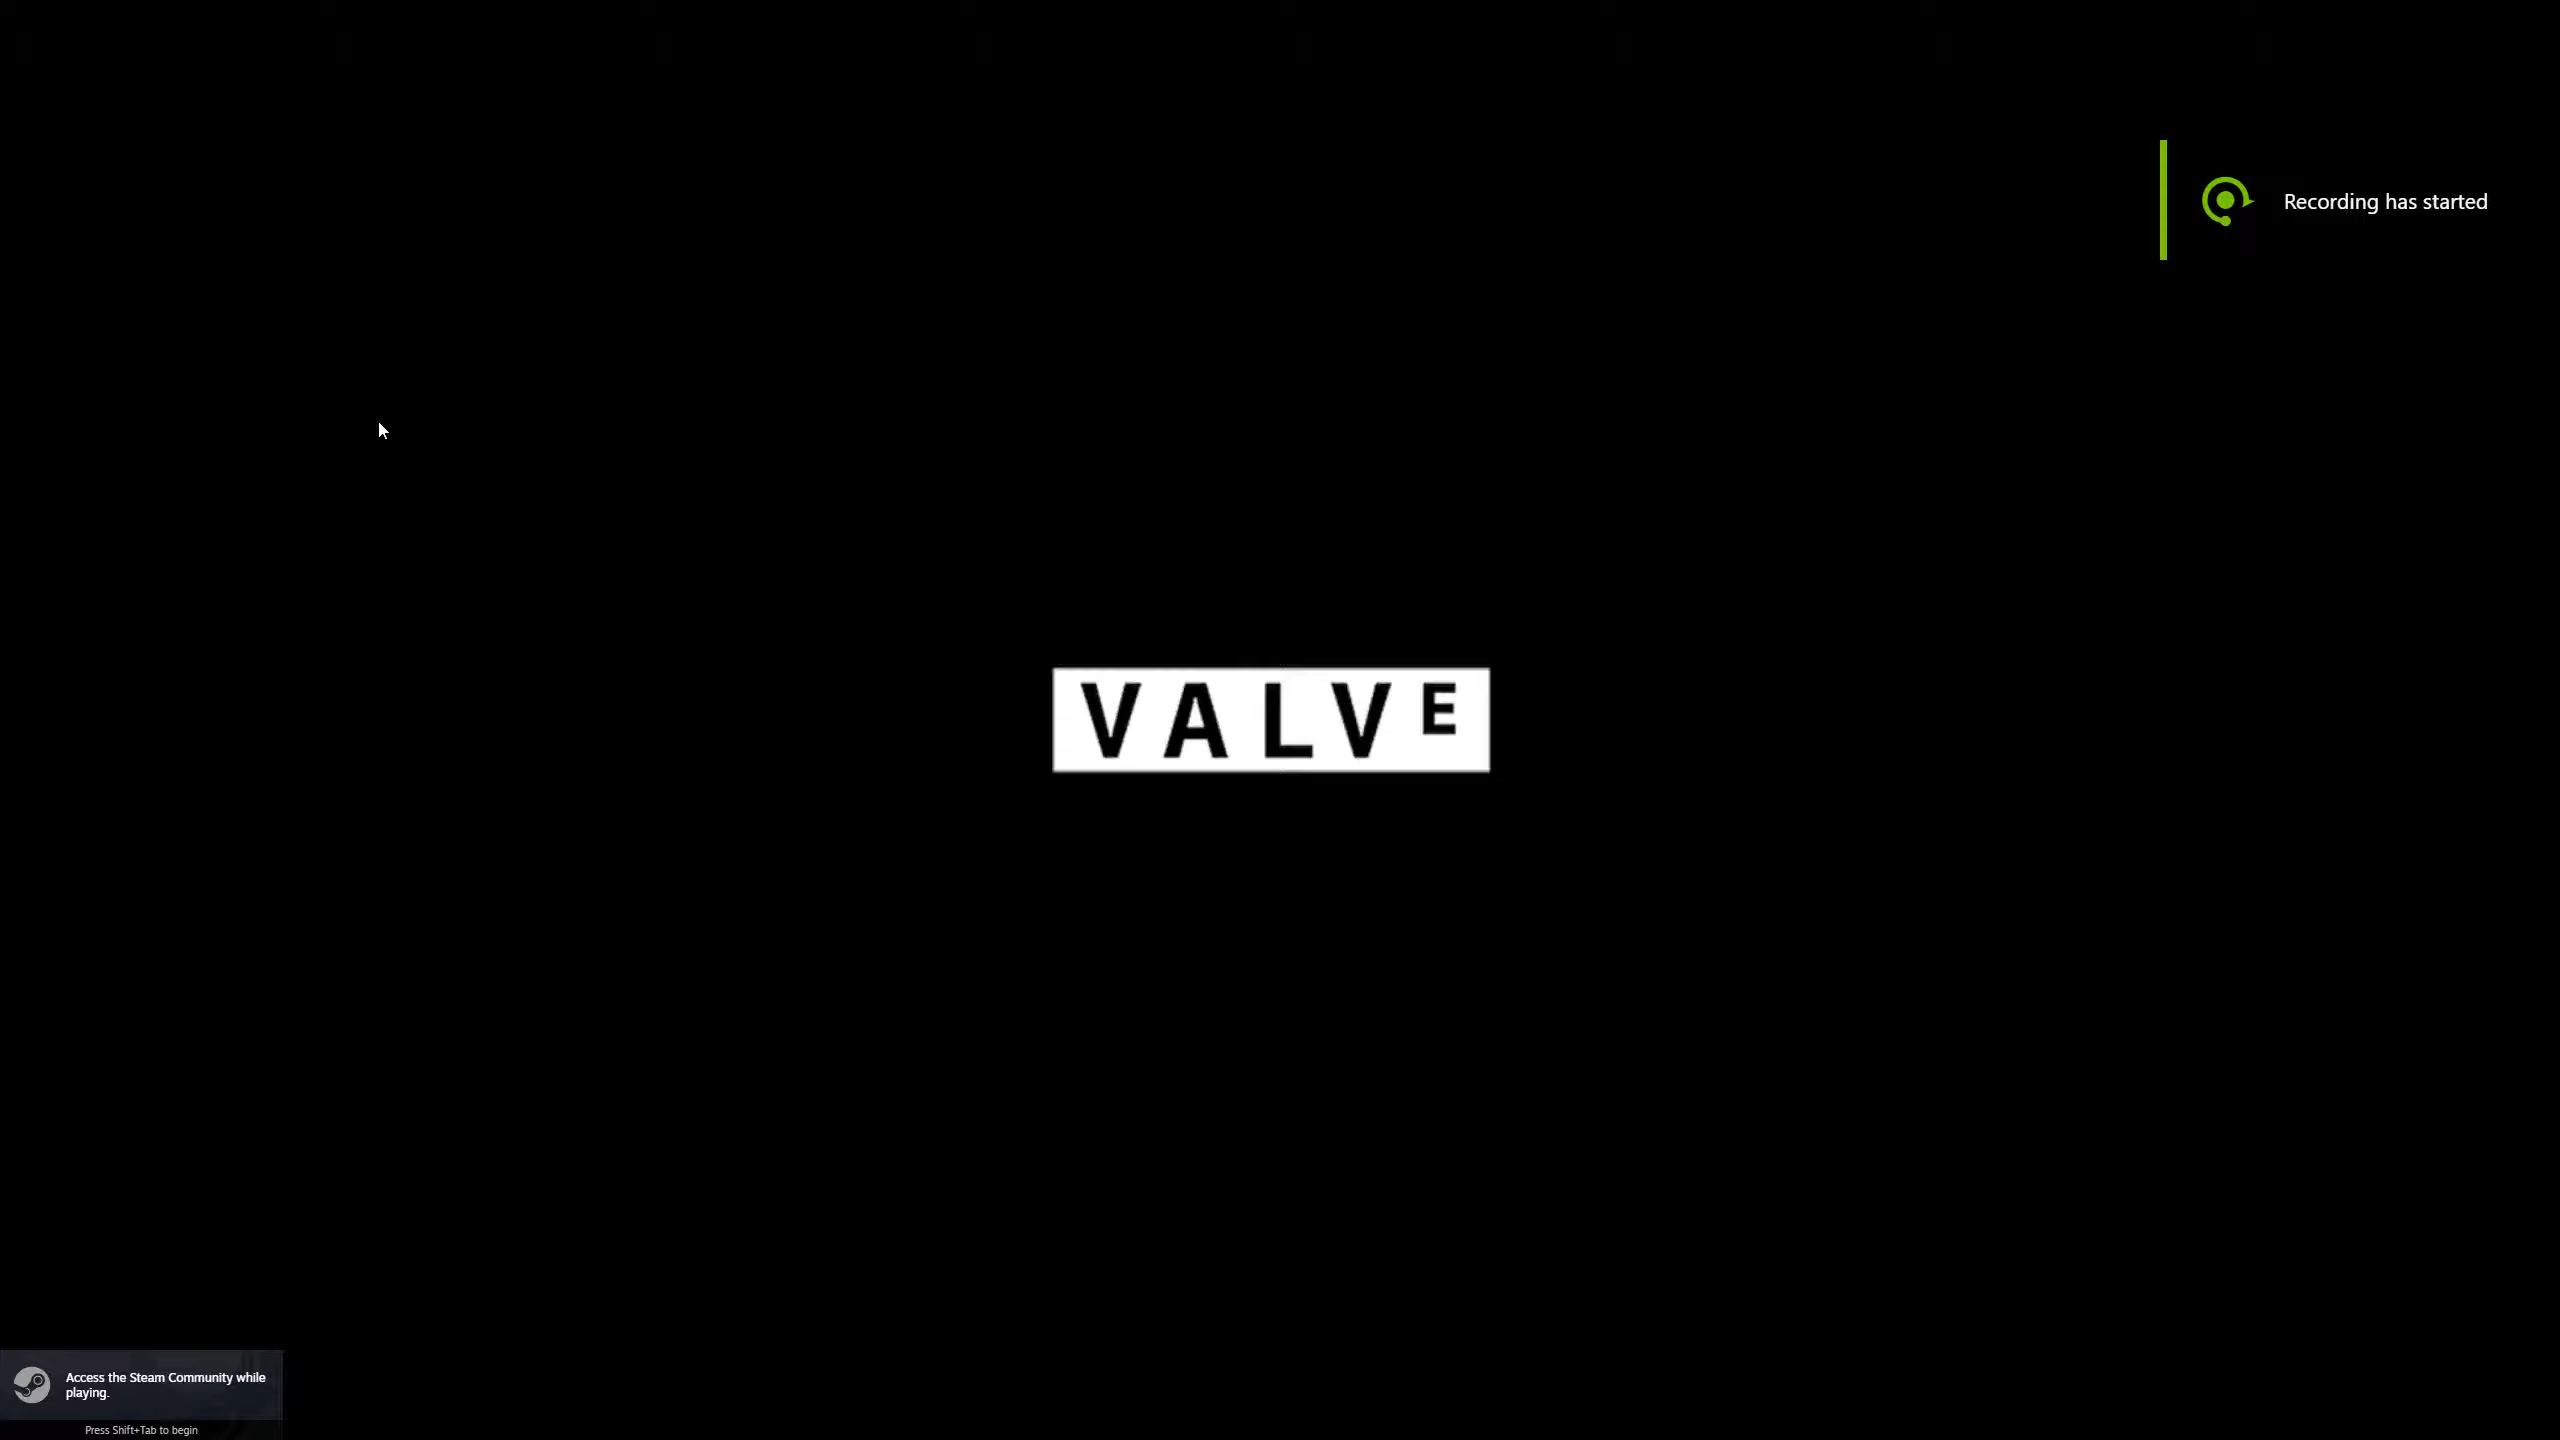 Recording has started
VALVE
Access the Steam Community while
playing.
Press Shift+Tab to begin